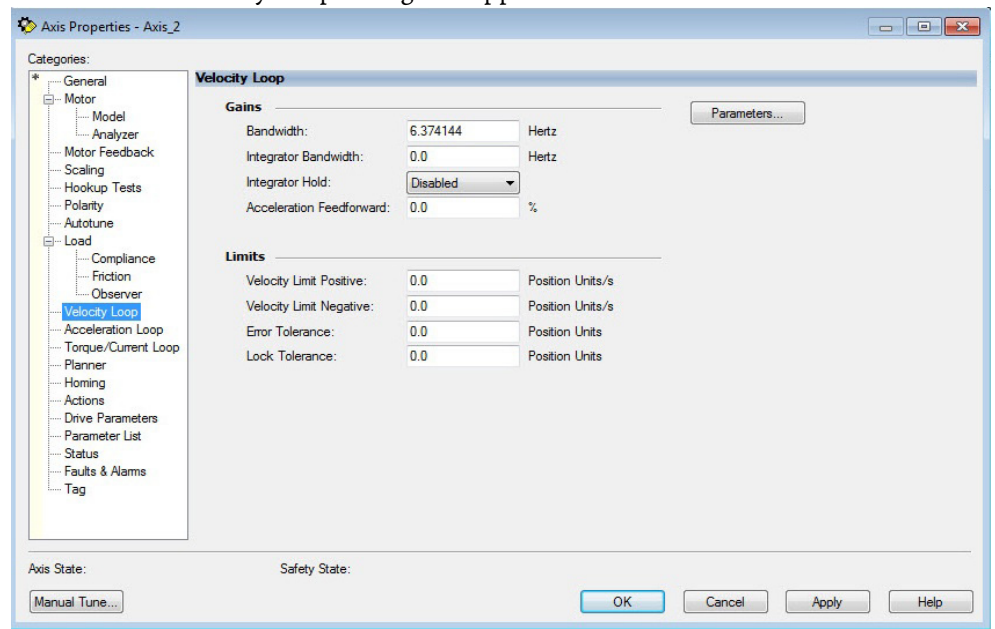 Axis Properties - Axis_2
Categories:
*
General
Motor
Model
Analyzer
Motor Feedback
Scaling
Hookup Tests
Polarity
Autotune
Load
Compliance
Friction
Observer
Velocity Loop
Acceleration Loop
Torque/Current Loop
Planner
Homing
Actions
Drive Parameters
Parameter List
Status
Faults & Alarms
Tag
Velocity Loop
Gains
Parameters...
Bandwidth: 6.374144 Hertz
Integrator Bandwidth: 0.0 Hertz
Integrator Hold: Disabled
Acceleration Feedforward: 0.0 %
Limits
Velocity Limit Positive: 0.0 Position Units/s
Velocity Limit Negative: 0.0 Position Units/s
Error Tolerance: 0.0 Position Units
Lock Tolerance: 0.0 Position Units
Axis State: Safety State:
Manual Tune... OK Cancel Apply Help